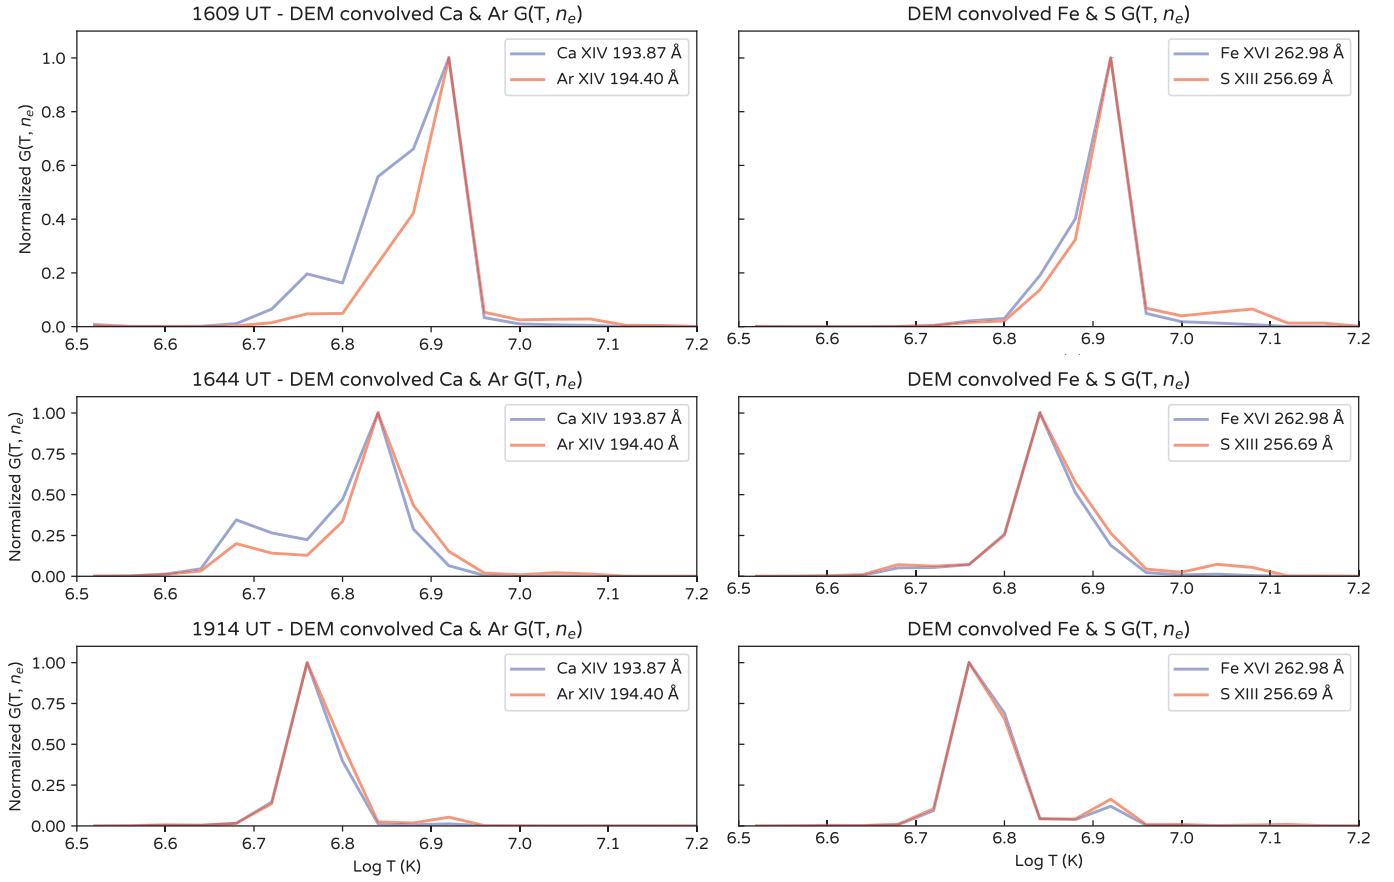 1609 UT - DEM convolved Ca & Ar G(T, nₑ)
DEM convolved Fe & S G(T, nₑ)
Normalized G(T, nₑ)
1.0
0.8
0.6
0.4
0.2
0.0
Ca XIV 193.87 Å
Ar XIV 194.40 Å
Fe XVI 262.98 Å
S XIII 256.69 Å
6.5 6.6 6.7 6.8 6.9 7.0 7.1 7.2
6.5 6.6 6.7 6.8 6.9 7.0 7.1 7.2
1644 UT - DEM convolved Ca & Ar G(T, nₑ)
DEM convolved Fe & S G(T, nₑ)
Normalized G(T, nₑ)
1.00
0.75
0.50
0.25
0.00
Ca XIV 193.87 Å
Ar XIV 194.40 Å
Fe XVI 262.98 Å
S XIII 256.69 Å
6.5 6.6 6.7 6.8 6.9 7.0 7.1 7.2
6.5 6.6 6.7 6.8 6.9 7.0 7.1 7.2
1914 UT - DEM convolved Ca & Ar G(T, nₑ)
DEM convolved Fe & S G(T, nₑ)
Normalized G(T, nₑ)
1.00
0.75
0.50
0.25
0.00
Ca XIV 193.87 Å
Ar XIV 194.40 Å
Fe XVI 262.98 Å
S XIII 256.69 Å
6.5 6.6 6.7 6.8 6.9 7.0 7.1 7.2
6.5 6.6 6.7 6.8 6.9 7.0 7.1 7.2
Log T (K)
Log T (K)